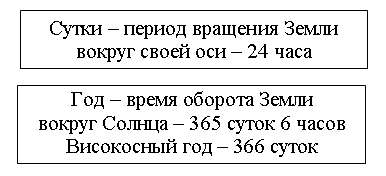 Сутки – период вращения Земли
вокруг своей оси – 24 часа
Год – время оборота Земли
вокруг Солнца – 365 суток 6 часов
Високосный год – 366 суток